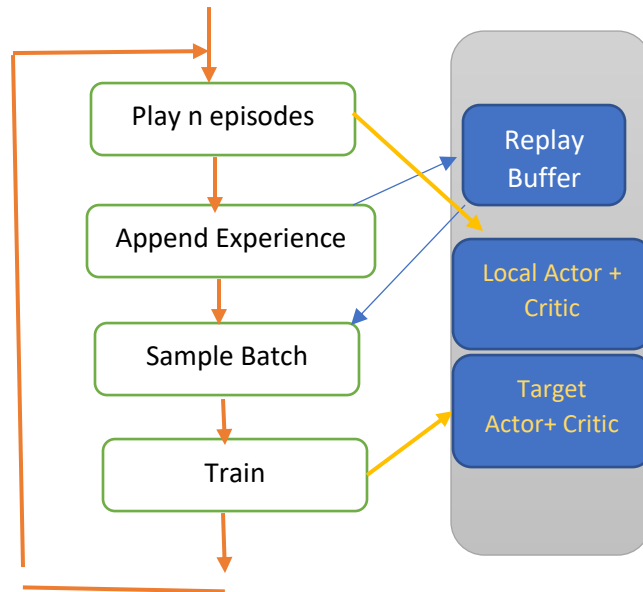 Play n episodes
Append Experience
Sample Batch
Train
Replay
Buffer
Local Actor +
Critic
Target
Actor+ Critic